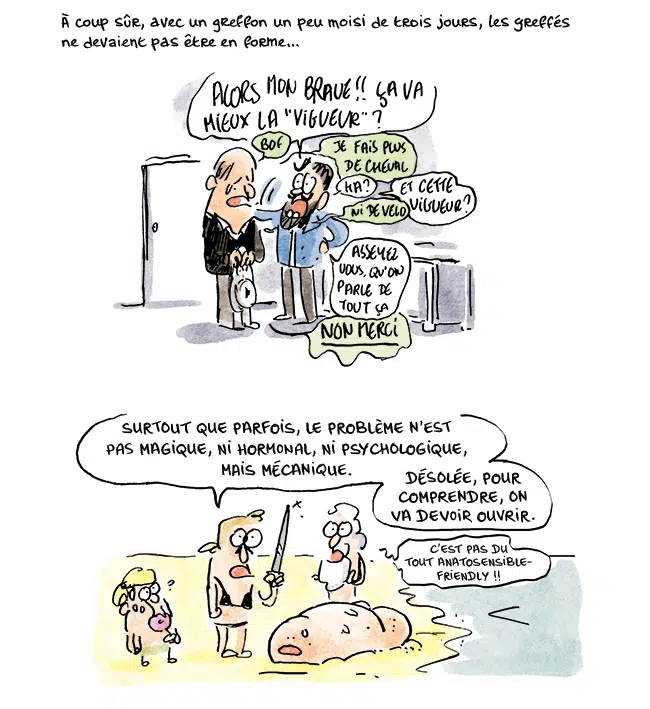 À coup sûr, avec un greffon un peu moisi de trois jours, les greffés
ne devaient pas être en forme...
ALORS MON BRAVE !! ÇA VA
MIEUX LA "VIGUEUR" ?
BOF
JE FAIS PLUS
DE CHEVAL
HA ?
NI DE VÉLO
ET CETTE
VIGUEUR ?
ASSEYEZ
VOUS, QU'ON
PARLE DE
TOUT ÇA
NON MERCI
SURTOUT QUE PARFOIS, LE PROBLÈME N'EST
PAS MAGIQUE, NI HORMONAL, NI PSYCHOLOGIQUE,
MAIS MÉCANIQUE.
DÉSOLÉE, POUR
COMPRENDRE, ON
VA DEVOIR OUVRIR.
C'EST PAS DU
TOUT ANATOSENSIBLE-
FRIENDLY !!
?